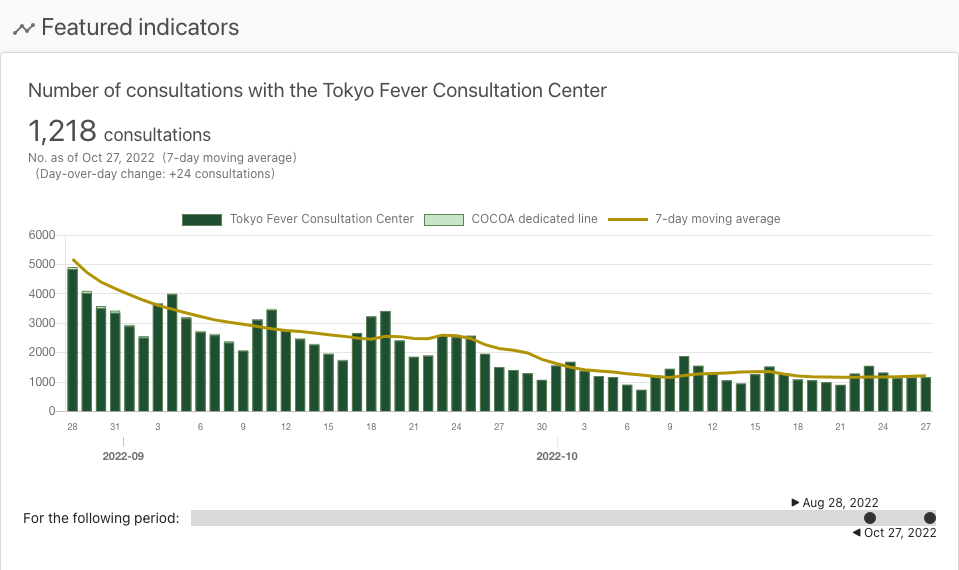 Featured indicators
Number of consultations with the Tokyo Fever Consultation Center
1,218 consultations
No. as of Oct 27, 2022 (7-day moving average)
(Day-over-day change: +24 consultations)
Tokyo Fever Consultation Center COCOA dedicated line 7-day moving average
6000
5000
4000
3000
2000
1000
0
28 31 3 6 9 12 15 18 21 24 27 30 3 6 9 12 15 18 21 24 27
2022-09 2022-10
Aug 28, 2022
For the following period:
Oct 27, 2022